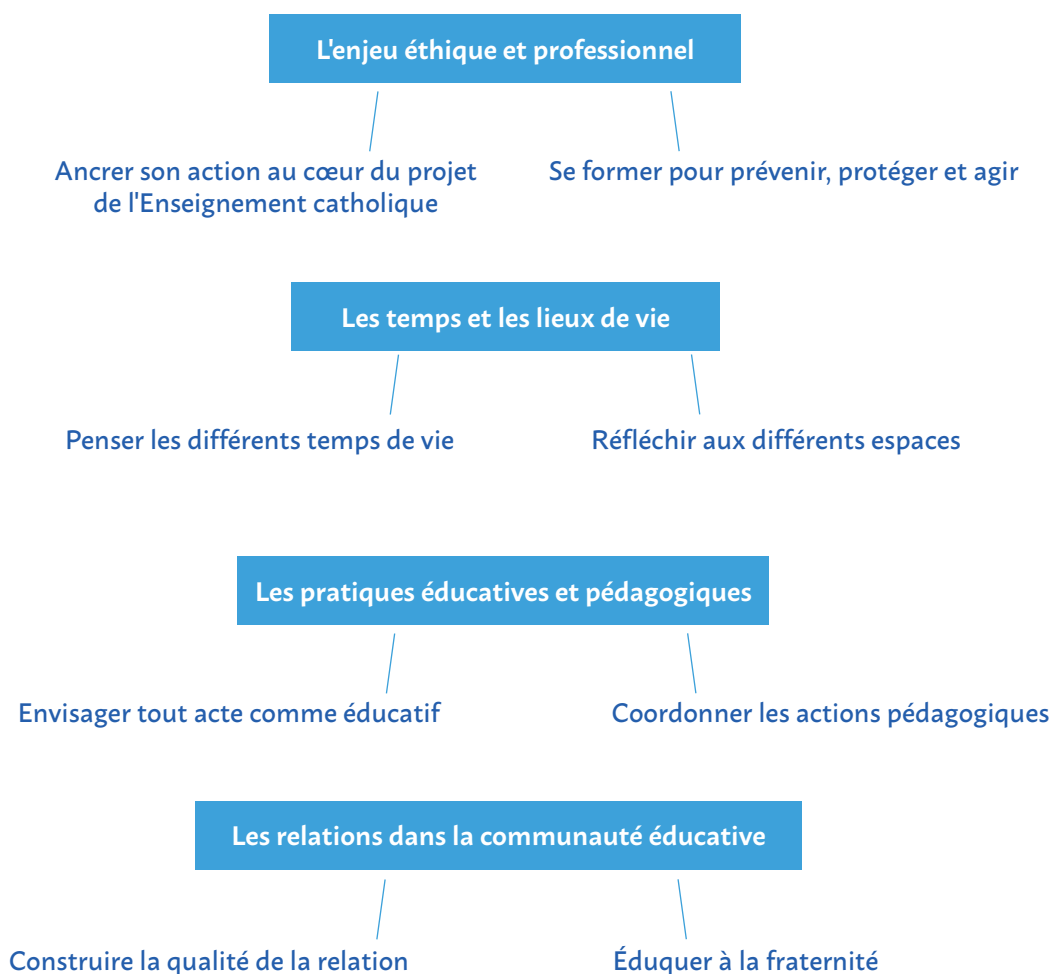 L'enjeu éthique et professionnel
Ancrer son action au cœur du projet
de l'Enseignement catholique
Se former pour prévenir, protéger et agir
Les temps et les lieux de vie
Penser les différents temps de vie
Réfléchir aux différents espaces
Les pratiques éducatives et pédagogiques
Envisager tout acte comme éducatif
Coordonner les actions pédagogiques
Les relations dans la communauté éducative
Construire la qualité de la relation
Éduquer à la fraternité